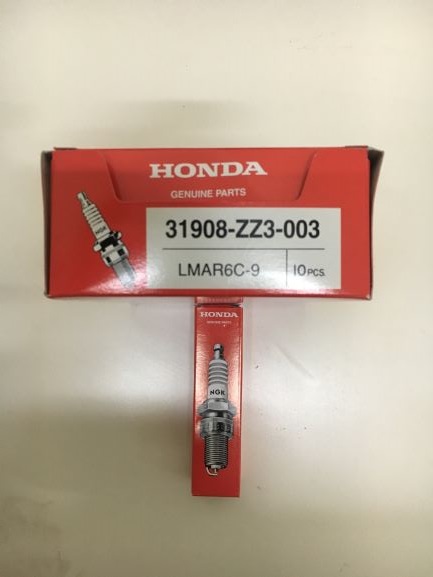 HONDA
GENUINE PARTS
31908-ZZ3-003
LMAR6C-9 10 PCS.
HONDA
GENUINE PARTS
NGK